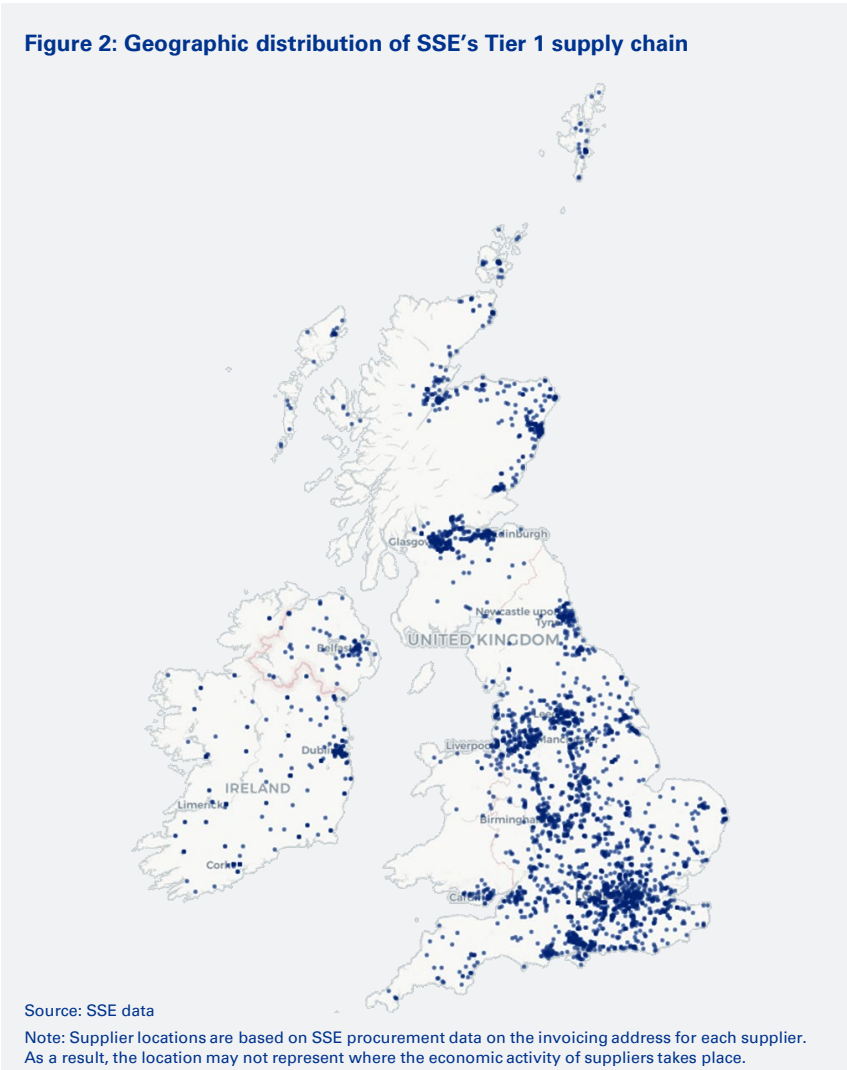 Figure 2: Geographic distribution of SSE's Tier 1 supply chain
Glasgow
Edinburgh
Newcastle upon
Tyne
Belfast
UNITED KINGDOM
Leeds
Manchester
Liverpool
Dublin
IRELAND
Limerick
Birmingham
Cork
Cardiff
Source: SSE data
Note: Supplier locations are based on SSE procurement data on the invoicing address for each supplier.
As a result, the location may not represent where the economic activity of suppliers takes place.